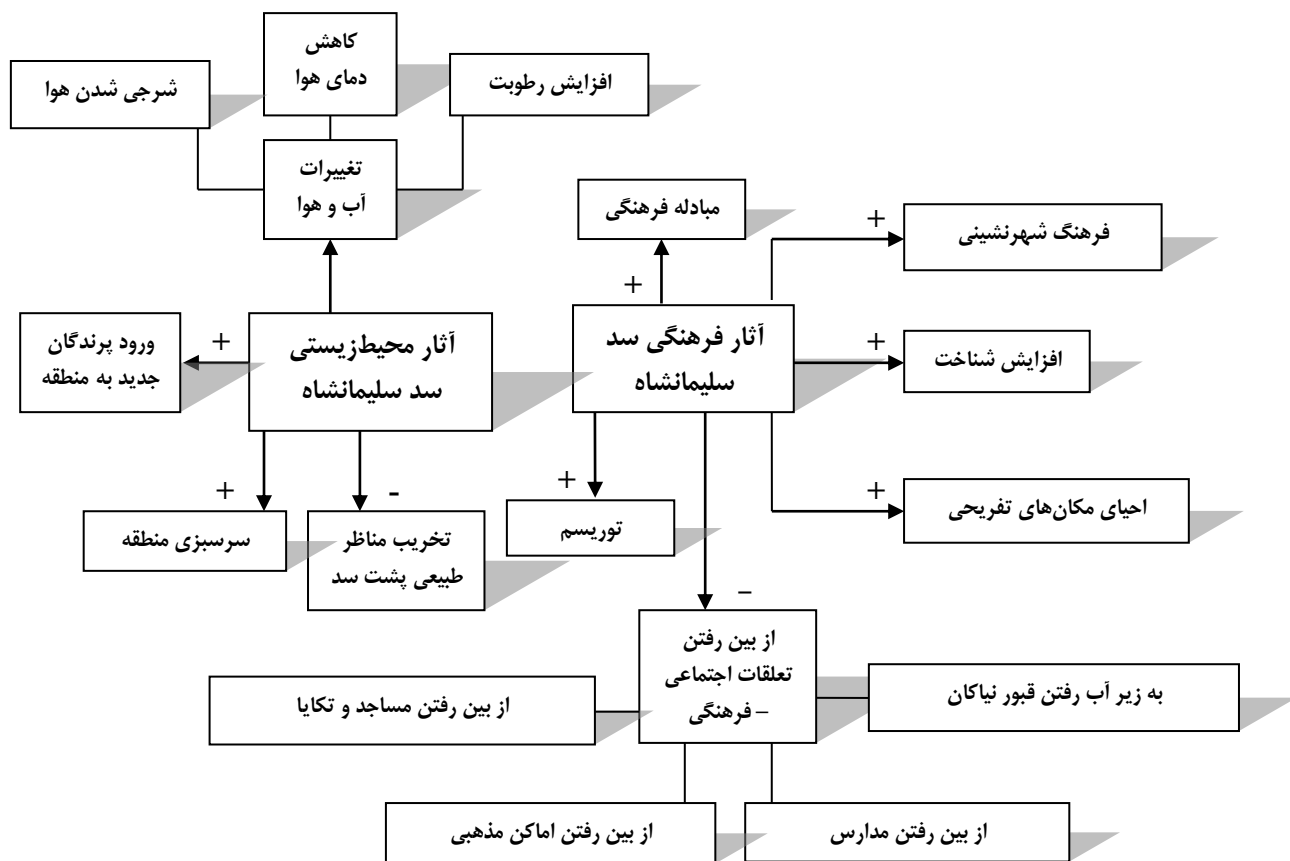 کاهش
دمای هوا
افزایش رطوبت
شرجی شدن هوا
تغییرات
آب و هوا
مبادله فرهنگی
+
فرهنگ شهرنشینی
+
آثار فرهنگی سد
سلیمانشاه
+
افزایش شناخت
آثار محیط‌زیستی
سد سلیمانشاه
+
ورود پرندگان
جدید به منطقه
+
احیای مکان‌های تفریحی
+
توریسم
-
تخریب مناظر
طبیعی پشت سد
+
سرسبزی منطقه
–
از بین رفتن
تعلقات اجتماعی
– فرهنگی
به زیر آب رفتن قبور نیاکان
از بین رفتن مساجد و تکایا
از بین رفتن مدارس
از بین رفتن اماکن مذهبی